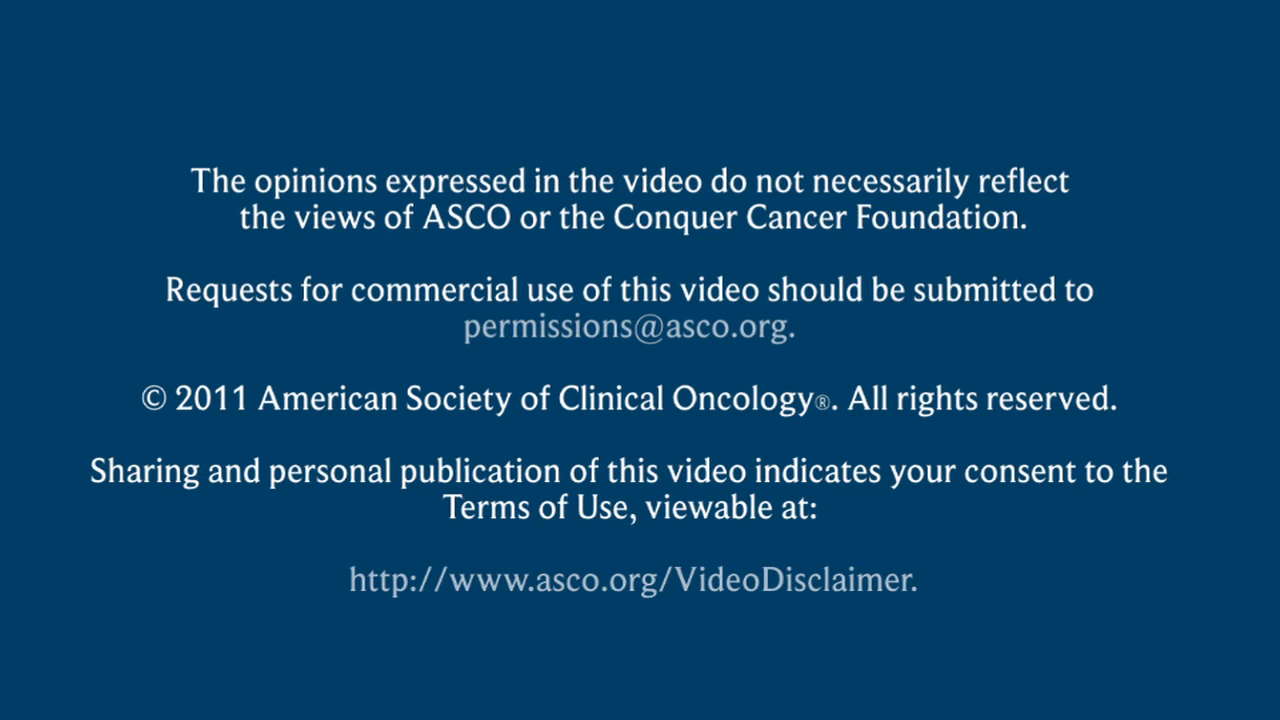 The opinions expressed in the video do not necessarily reflect
the views of ASCO or the Conquer Cancer Foundation.
Requests for commercial use of this video should be submitted to
permissions@asco.org.
© 2011 American Society of Clinical Oncology®. All rights reserved.
Sharing and personal publication of this video indicates your consent to the
Terms of Use, viewable at:
http://www.asco.org/VideoDisclaimer.